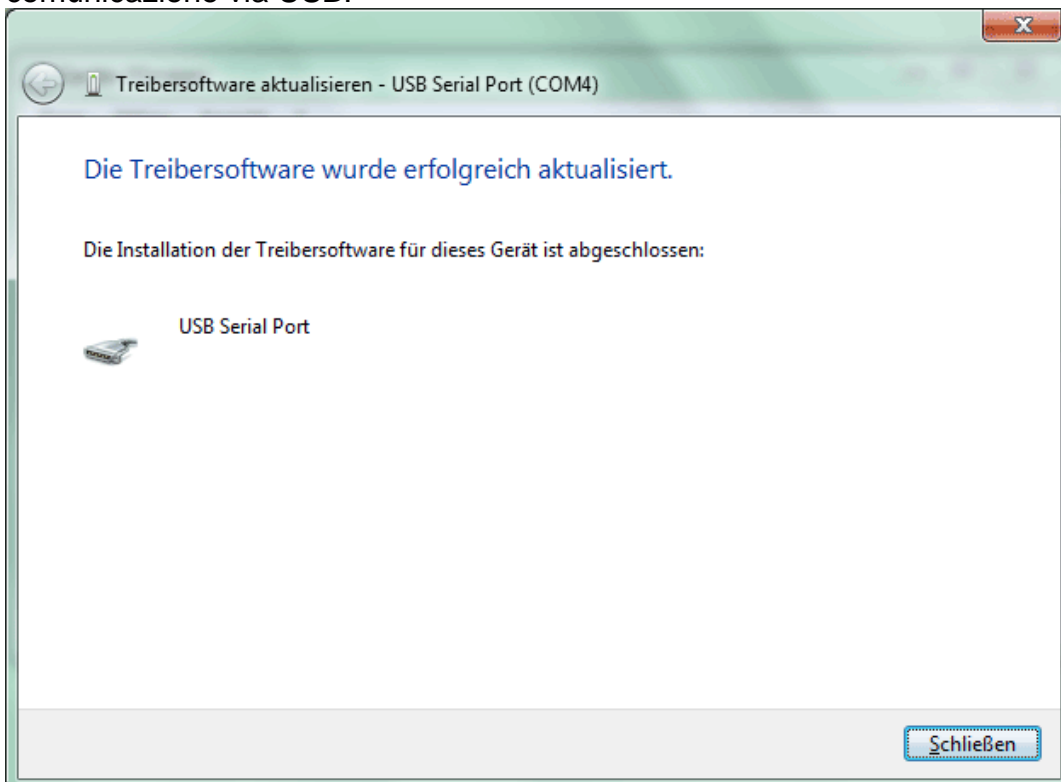 comunicazione via USB.
Treibersoftware aktualisieren - USB Serial Port (COM4)
Die Treibersoftware wurde erfolgreich aktualisiert.
Die Installation der Treibersoftware für dieses Gerät ist abgeschlossen:
USB Serial Port
Schließen